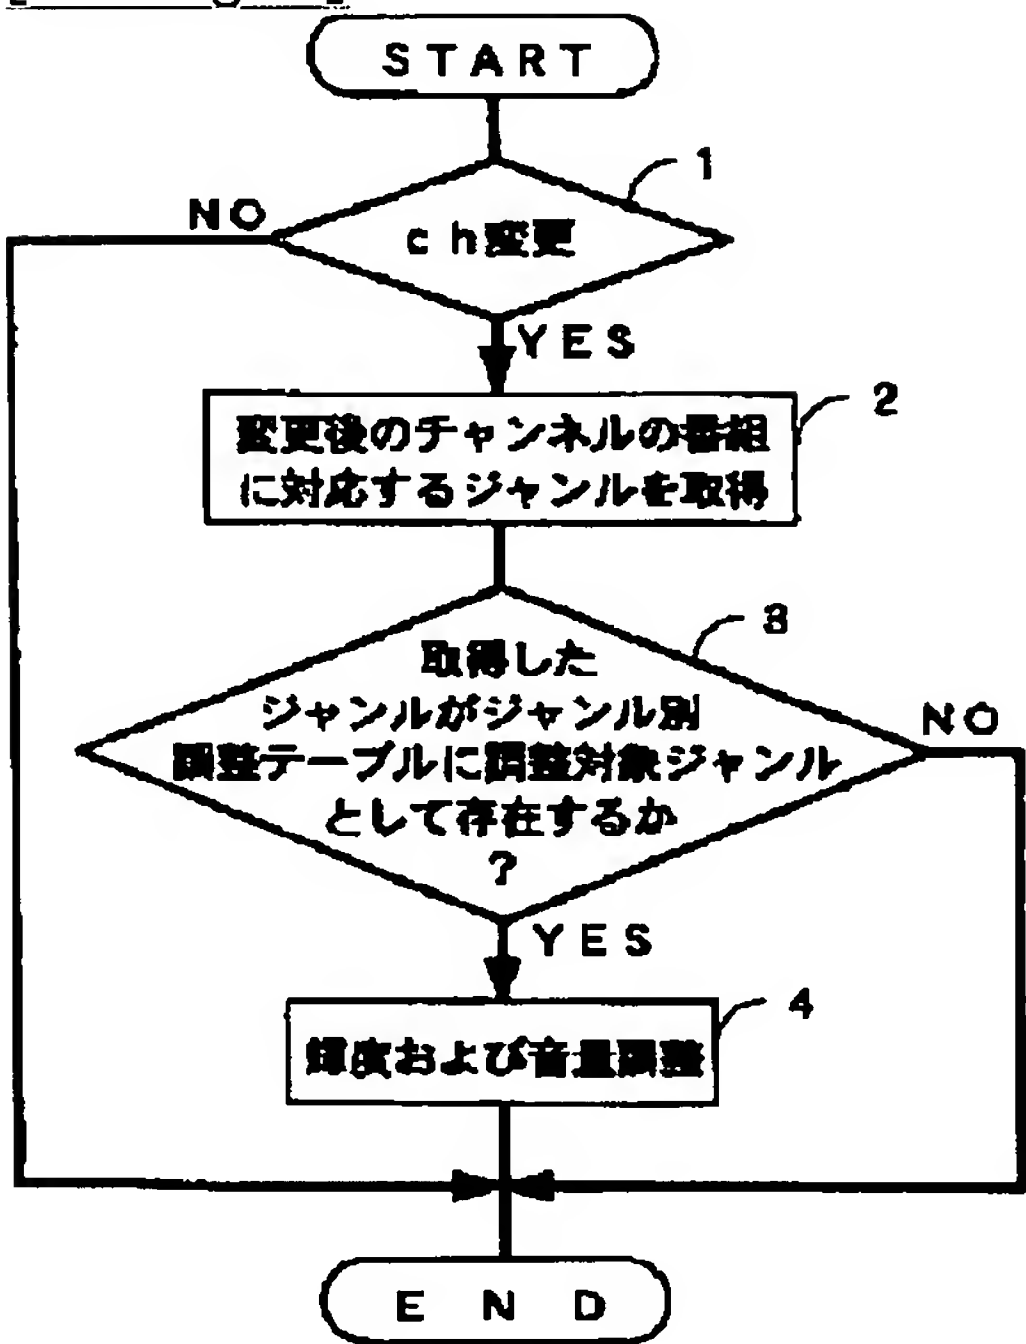 START
1
NO
ch変更
YES
2
変更後のチャンネルの番組
に対応するジャンルを取得
3
取得した
ジャンルがジャンル別
NO
調整テーブルに調整対象ジャンル
として存在するか
?
YES
4
輝度および音量調整
END